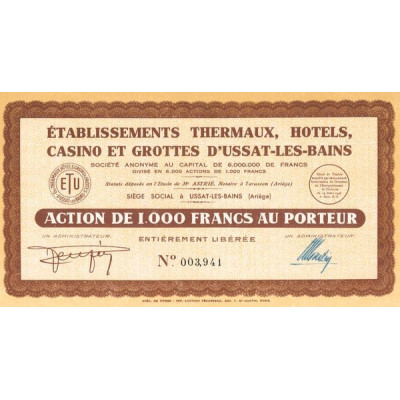 ÉTABLISSEMENTS THERMAUX, HOTELS,
CASINO ET GROTTES D'USSAT-LES-BAINS
SOCIÉTÉ ANONYME AU CAPITAL DE 6.000.000 DE FRANCS
DIVISÉ EN 6.000 ACTIONS DE 1.000 FRANCS
ETU
Statuts déposés en l'Étude de Me ASTRIE, Notaire à Tarascon (Ariège)
SIÈGE SOCIAL à USSAT-LES-BAINS (Ariège)
ACTION DE 1.000 FRANCS AU PORTEUR
ENTIÈREMENT LIBÉRÉE
UN ADMINISTRATEUR,
UN ADMINISTRATEUR,
No 003,941